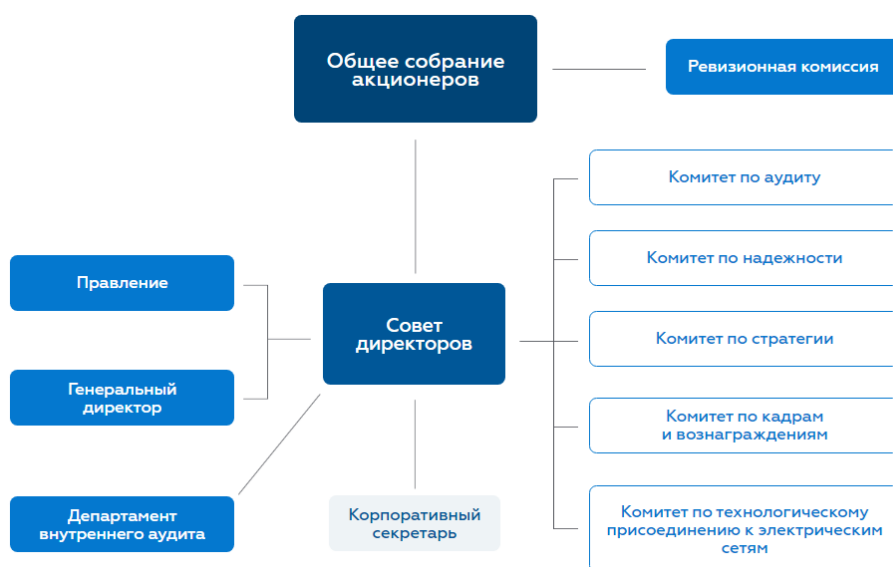 Общее собрание
акционеров
Ревизионная комиссия
Комитет по аудиту
Комитет по надежности
Правление
Совет
директоров
Комитет по стратегии
Генеральный
директор
Комитет по кадрам
и вознаграждениям
Департамент
внутреннего аудита
Корпоративный
секретарь
Комитет по технологическому
присоединению к электрическим
сетям